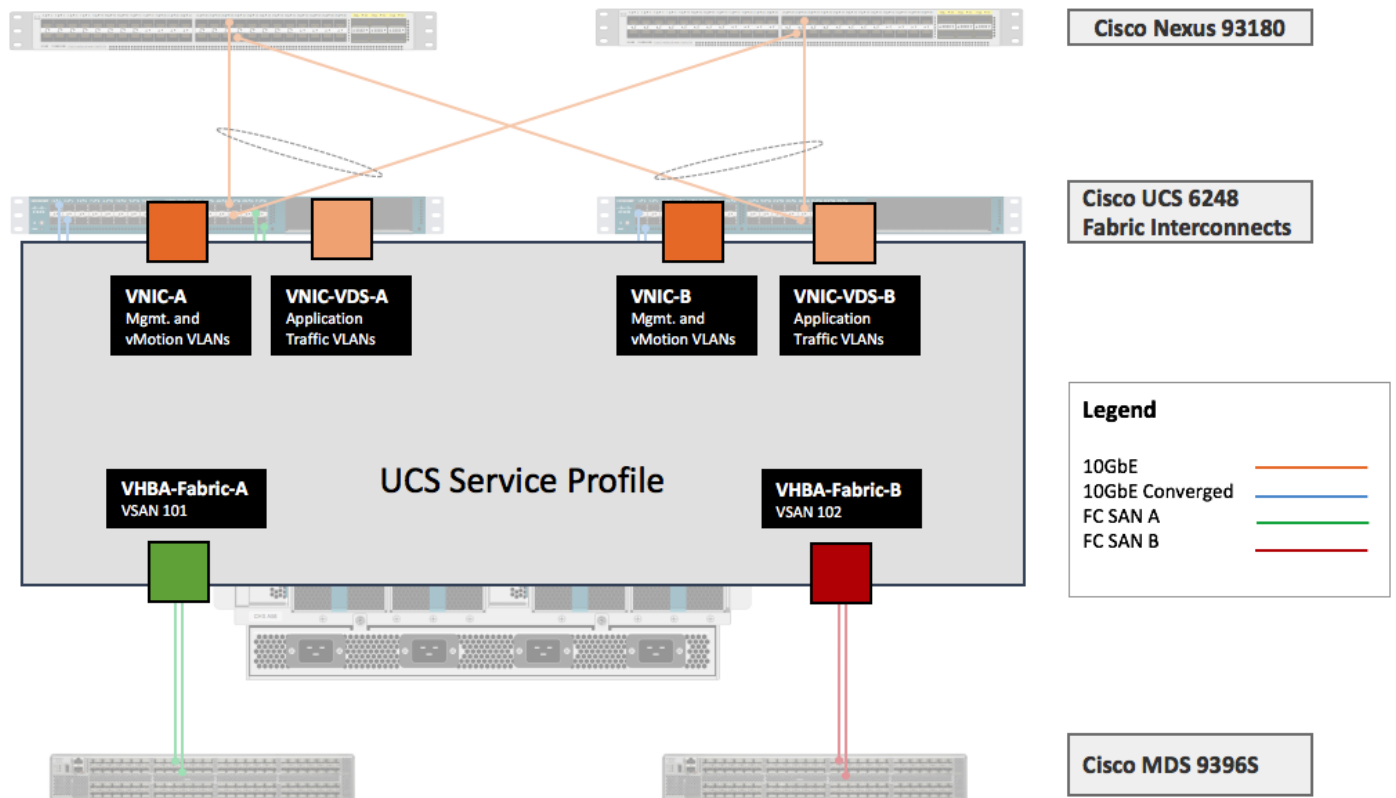 Cisco Nexus 93180
Cisco UCS 6248
Fabric Interconnects
VNIC-A
Mgmt. and
vMotion VLANs
VNIC-VDS-A
Application
Traffic VLANs
VNIC-B
Mgmt. and
vMotion VLANs
VNIC-VDS-B
Application
Traffic VLANs
Legend
10GbE
10GbE Converged
FC SAN A
FC SAN B
UCS Service Profile
VHBA-Fabric-A
VSAN 101
VHBA-Fabric-B
VSAN 102
Cisco MDS 9396S